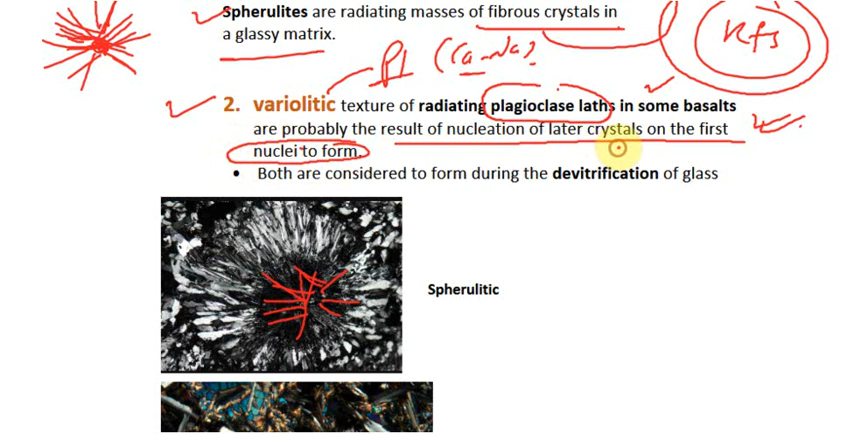 Spherulites are radiating masses of fibrous crystals in
a glassy matrix.
Kfs
Pl (Ca-Na)
2. variolitic texture of radiating plagioclase laths in some basalts
are probably the result of nucleation of later crystals on the first
nuclei to form.
• Both are considered to form during the devitrification of glass
Spherulitic